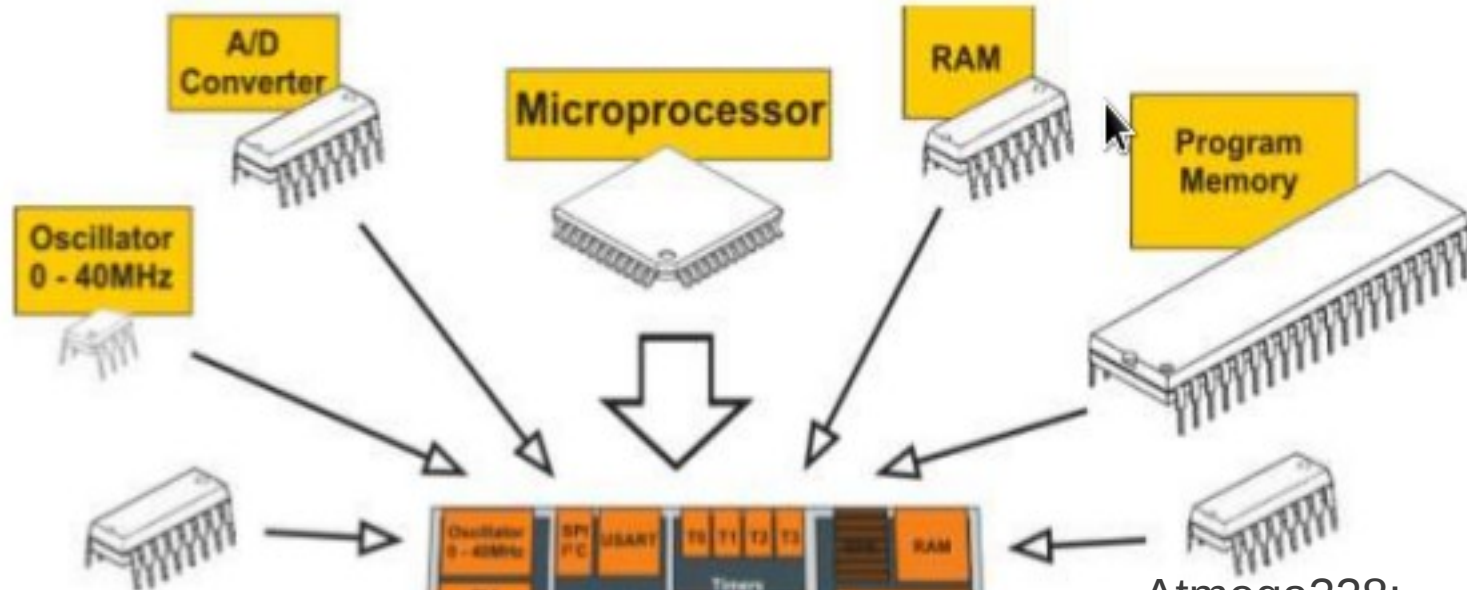 A/D
Converter
Microprocessor
RAM
Program
Memory
Oscillator
0 - 40MHz
Oscillator
0 - 40MHz
SPI
I²C
USART
T0 T1 T2 T3
Timers
RAM
Atmega328: